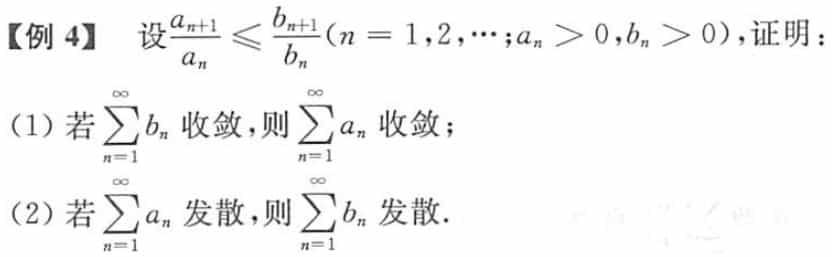 【例 4】 设$\frac{a_{n+1}}{a_n} \leqslant \frac{b_{n+1}}{b_n}$(n = 1,2,⋯;$a_n$ > 0,$b_n$ > 0),证明:
(1) 若$\sum_{n=1}^{\infty} b_n$ 收敛,则$\sum_{n=1}^{\infty} a_n$ 收敛;
(2) 若$\sum_{n=1}^{\infty} a_n$ 发散,则$\sum_{n=1}^{\infty} b_n$ 发散.